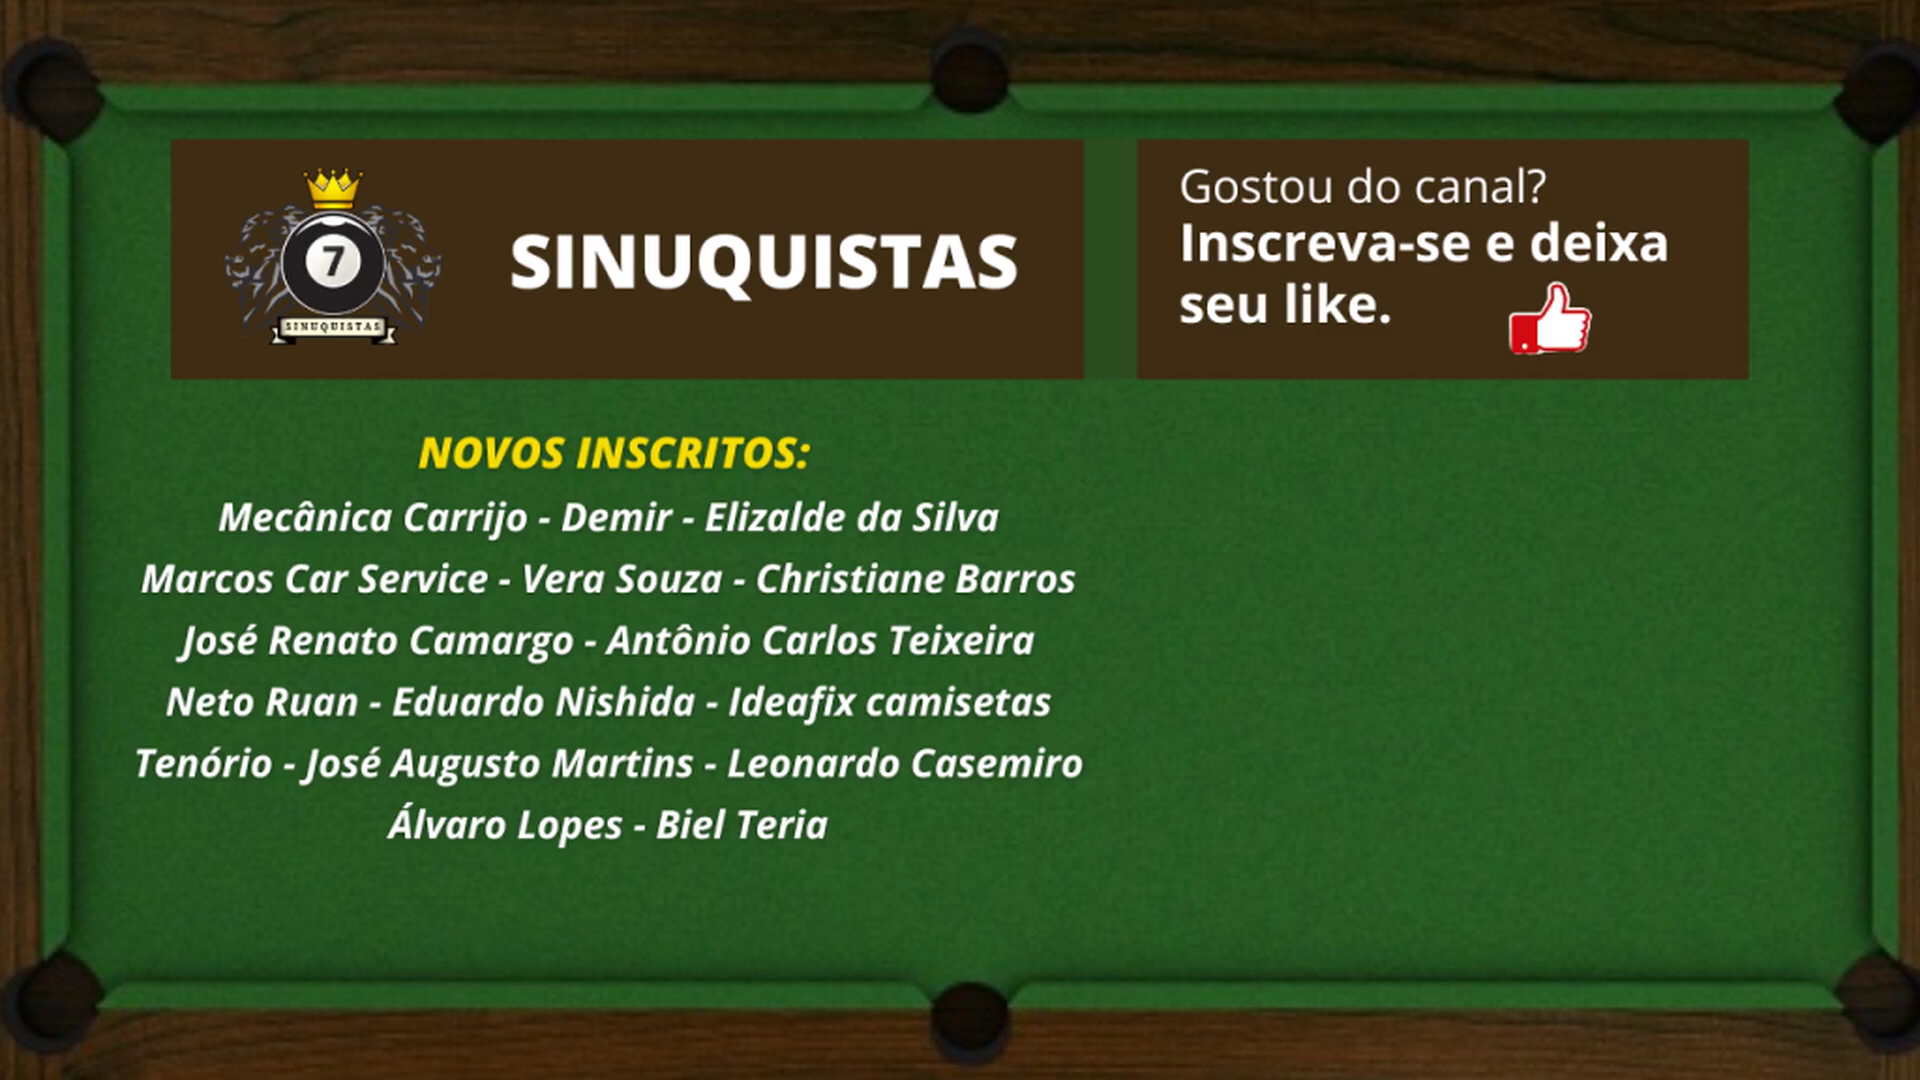 7
SINUQUISTAS
SINUQUISTAS
Gostou do canal?
Inscreva-se e deixa
seu like.
NOVOS INSCRITOS:
Mecânica Carrijo - Demir - Elizalde da Silva
Marcos Car Service - Vera Souza - Christiane Barros
José Renato Camargo - Antônio Carlos Teixeira
Neto Ruan - Eduardo Nishida - Ideafix camisetas
Tenório - José Augusto Martins - Leonardo Casemiro
Álvaro Lopes - Biel Teria